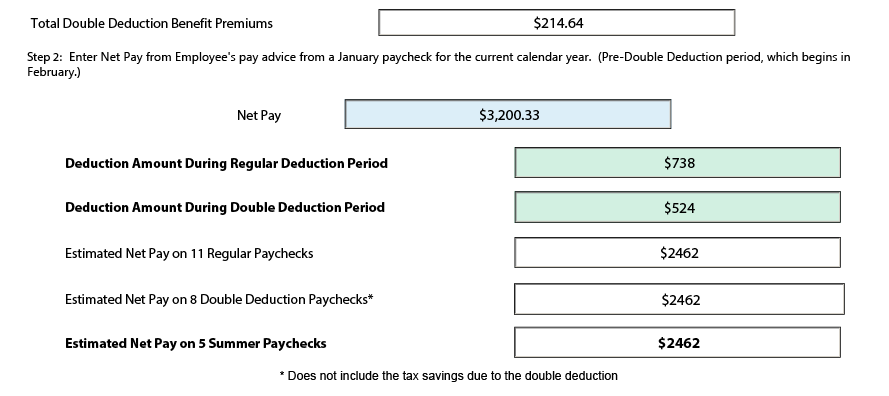 Total Double Deduction Benefit Premiums $214.64
Step 2: Enter Net Pay from Employee's pay advice from a January paycheck for the current calendar year. (Pre-Double Deduction period, which begins in
February.)
Net Pay $3,200.33
Deduction Amount During Regular Deduction Period $738
Deduction Amount During Double Deduction Period $524
Estimated Net Pay on 11 Regular Paychecks $2462
Estimated Net Pay on 8 Double Deduction Paychecks* $2462
Estimated Net Pay on 5 Summer Paychecks $2462
* Does not include the tax savings due to the double deduction